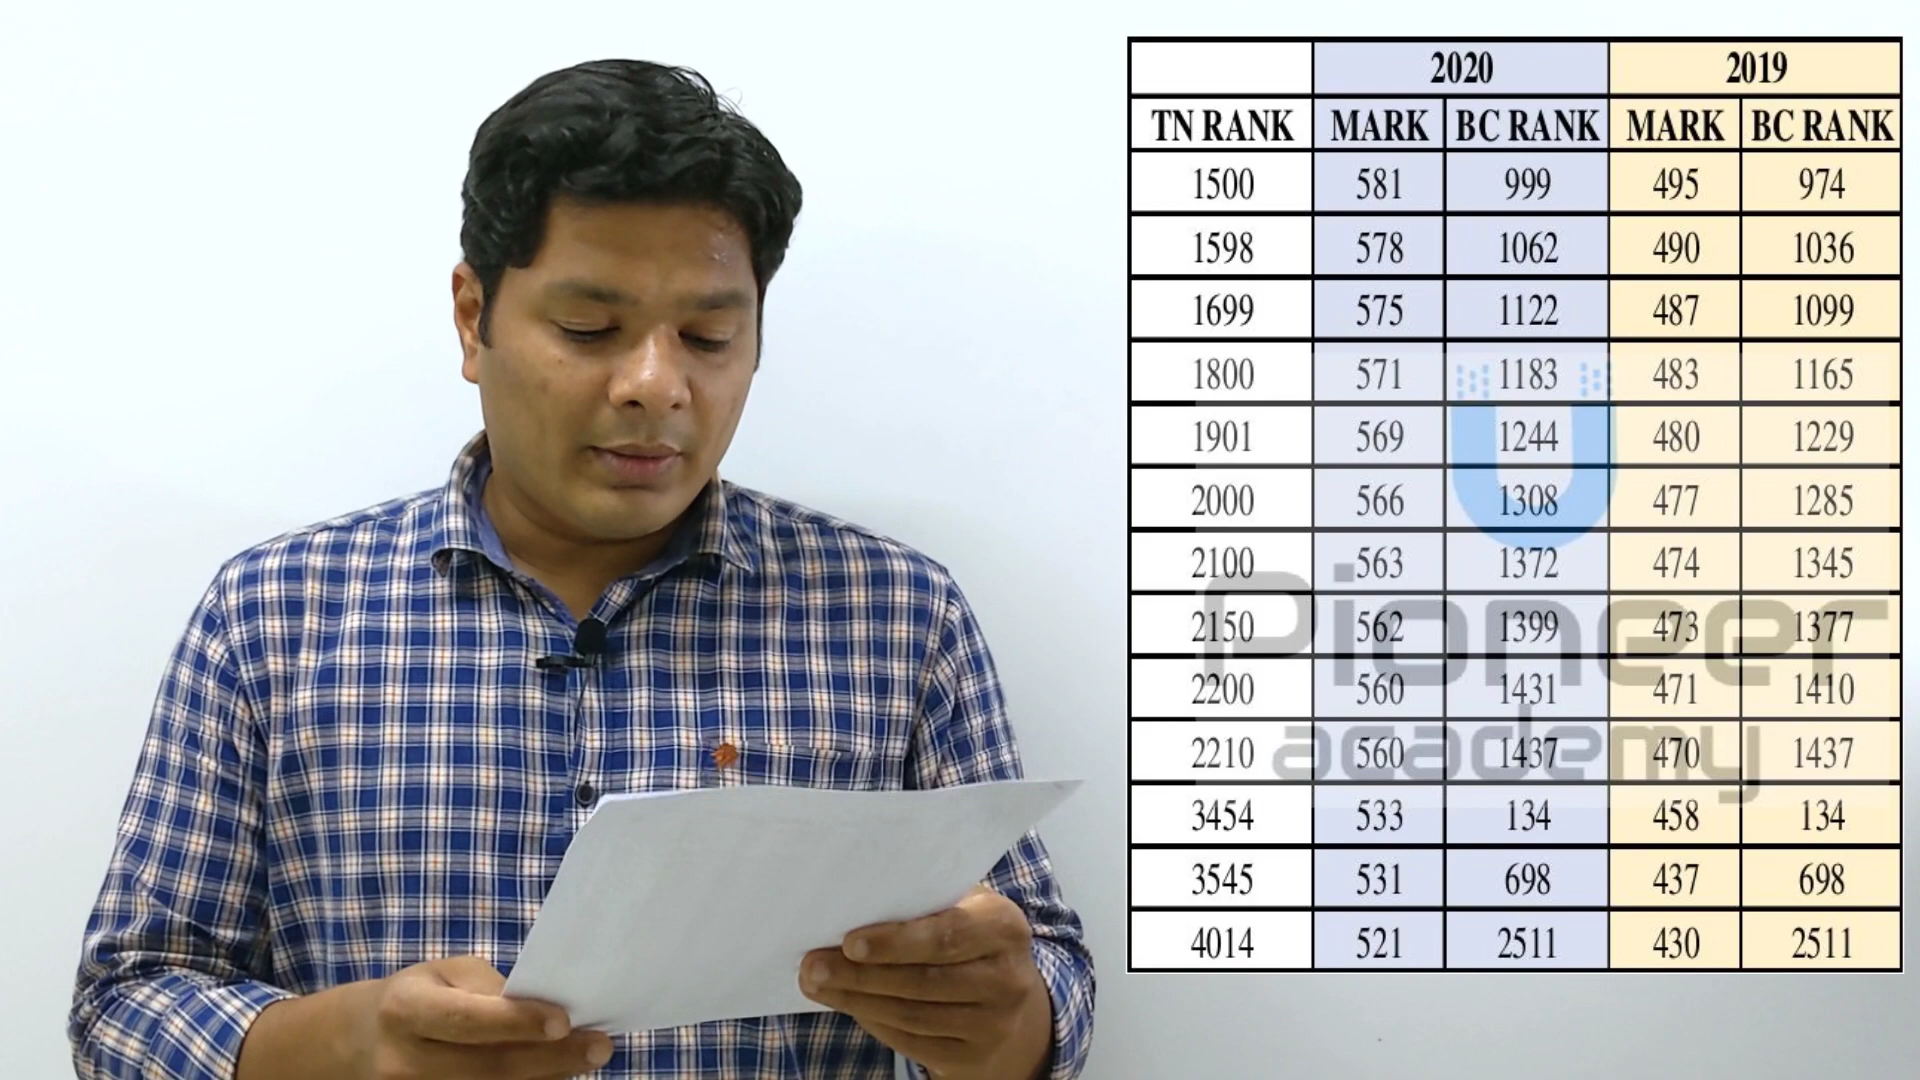 2020 2019
TN RANK MARK BC RANK MARK BC RANK
1500 581 999 495 974
1598 578 1062 490 1036
1699 575 1122 487 1099
1800 571 1183 483 1165
1901 569 1244 480 1229
2000 566 1308 477 1285
2100 563 1372 474 1345
2150 562 1399 473 1377
2200 560 1431 471 1410
2210 560 1437 470 1437
3454 533 134 458 134
3545 531 698 437 698
4014 521 2511 430 2511
Pioneer
academy